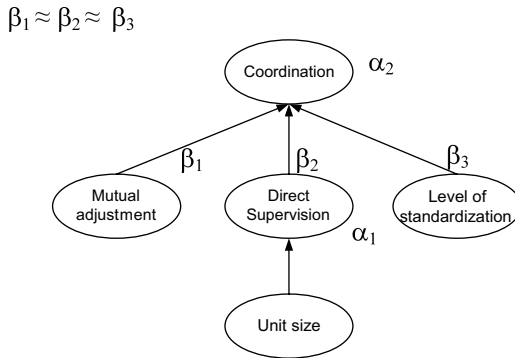 β1 ≈ β2 ≈ β3
Coordination
α2
β1
β2
β3
Mutual
adjustment
Direct
Supervision
Level of
standardization
α1
Unit size